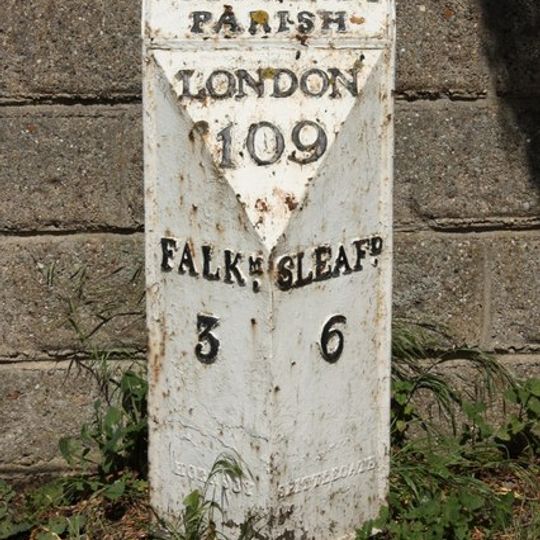 PARISH
LONDON
109
FALKM. SLEAFD
3 6